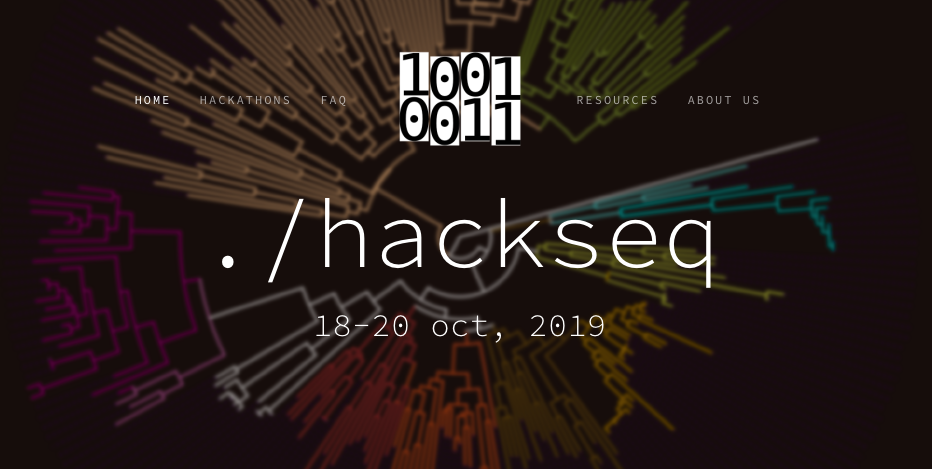 HOME HACKATHONS FAQ
1001
0011
RESOURCES ABOUT US
./hackseq
18-20 oct, 2019